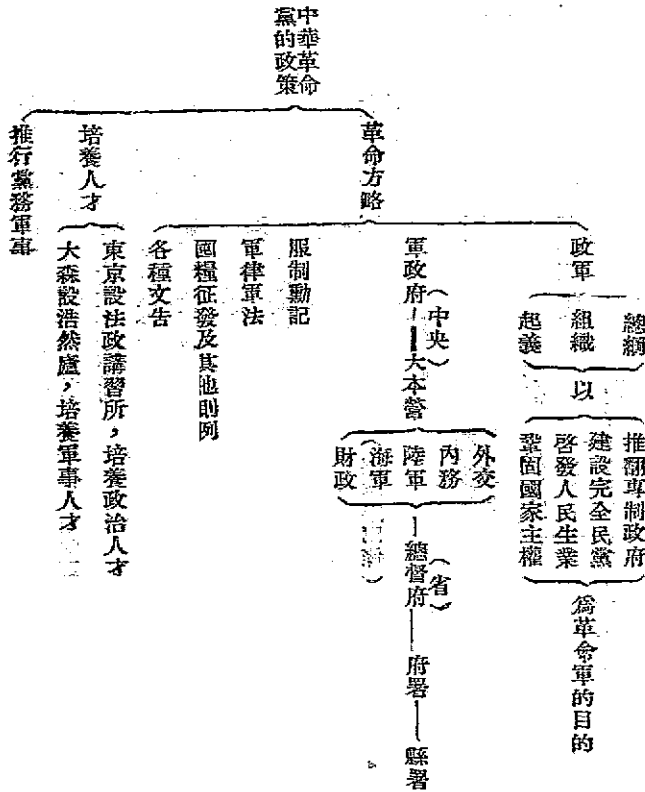 中華革命
黨的政策
革命方略
政軍
總綱
組織
起義
以
推翻專制政府
建設完全民黨
啓發人民生業
鞏固國家主權
爲革命軍的目的
軍政府
（中央）
大本營
外交
內務
陸軍
海軍
財政
（省）
總督府
府署
縣署
服制勳記
軍律軍法
國糧征發及其他則例
各種文告
培養人才
東京設法政講習所，培養政治人才
大森設浩然廬，培養軍事人才
推行黨務軍事